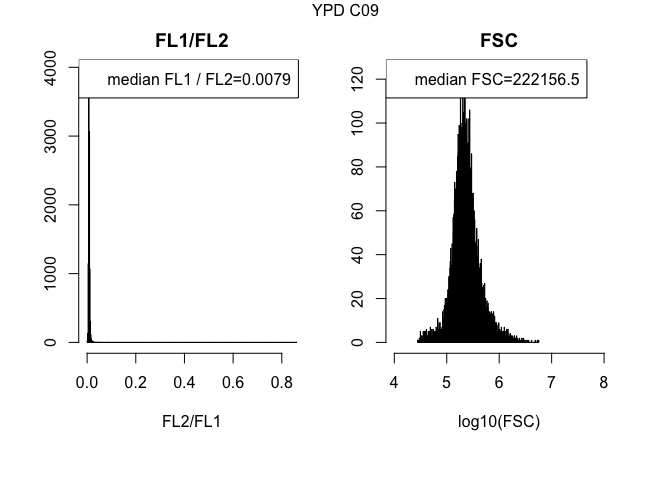 YPD C09
FL1/FL2
median FL1 / FL2=0.0079
0
1000
2000
3000
4000
0.0 0.2 0.4 0.6 0.8
FL2/FL1
FSC
median FSC=222156.5
0
20
40
60
80
100
120
4 5 6 7 8
log10(FSC)